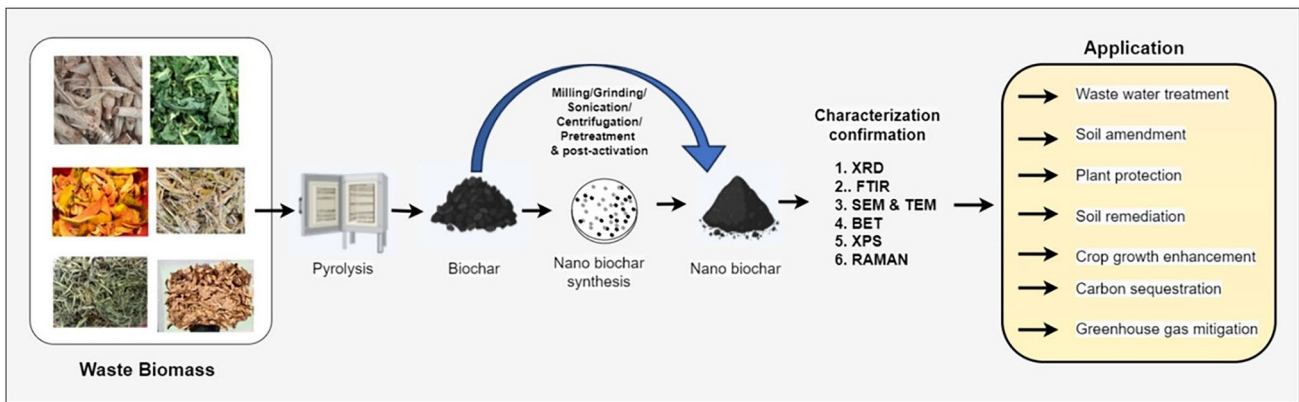 Waste Biomass
Pyrolysis
Biochar
Milling/Grinding/
Sonication/
Centrifugation/
Pretreatment
& post-activation
Nano biochar
synthesis
Nano biochar
Characterization
confirmation
1. XRD
2.. FTIR
3. SEM & TEM
4. BET
5. XPS
6. RAMAN
Application
Waste water treatment
Soil amendment
Plant protection
Soil remediation
Crop growth enhancement
Carbon sequestration
Greenhouse gas mitigation